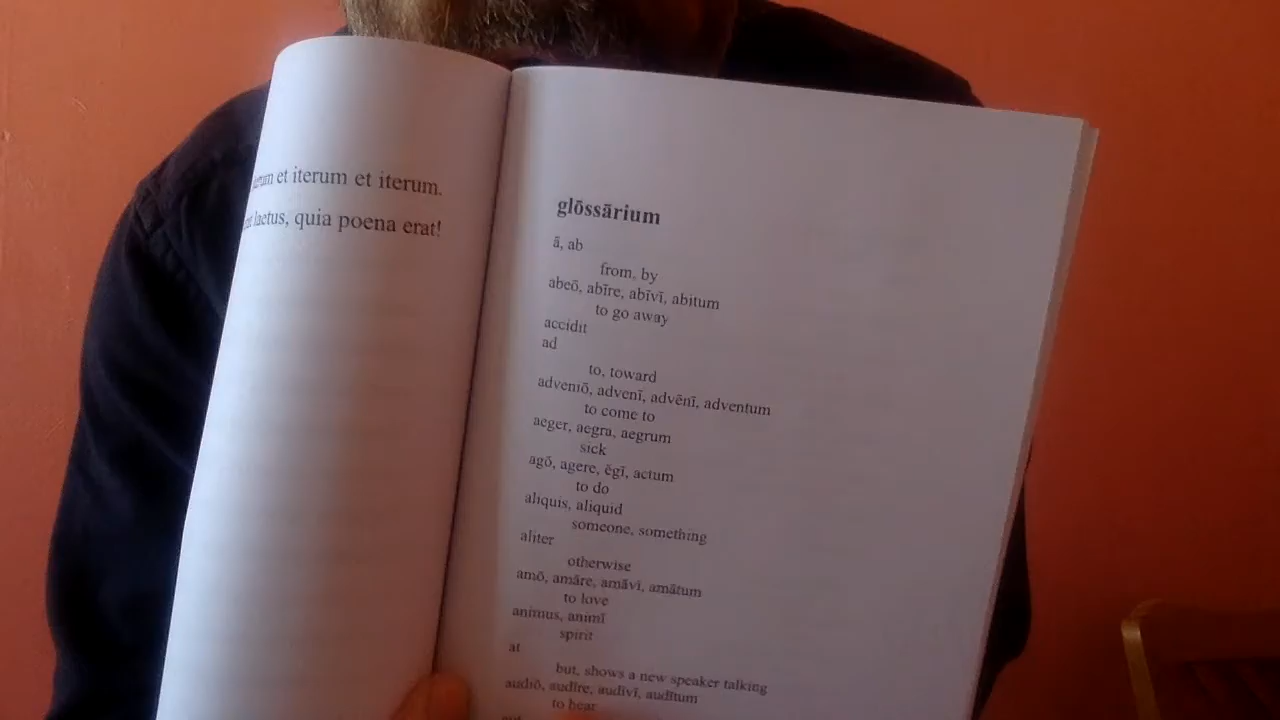 et iterum et iterum.
laetus, quia poena erat!
glōssārium
ā, ab
from, by
abeō, abīre, abīvī, abitum
to go away
accidit
ad
to, toward
adveniō, advenī, advēnī, adventum
to come to
aeger, aegra, aegrum
sick
agō, agere, ēgī, actum
to do
aliquis, aliquid
someone, something
aliter
otherwise
amō, amāre, amāvī, amātum
to love
animus, animī
spirit
at
but, shows a new speaker talking
audiō, audīre, audīvī, audītum
to hear